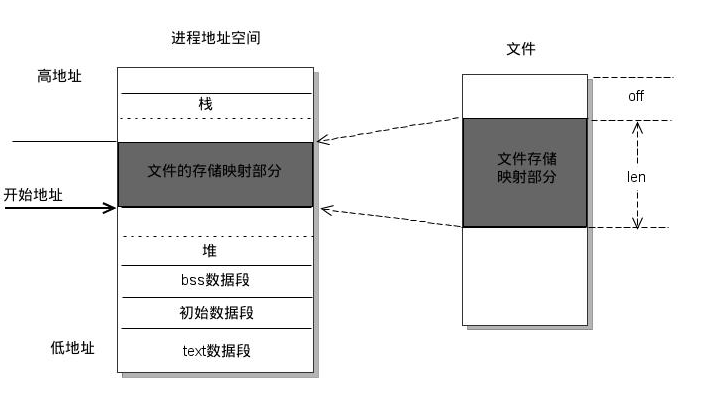 进程地址空间
文件
高地址
栈
off
文件的存储映射部分
文件存储
映射部分
len
开始地址
堆
bss数据段
初始数据段
低地址
text数据段